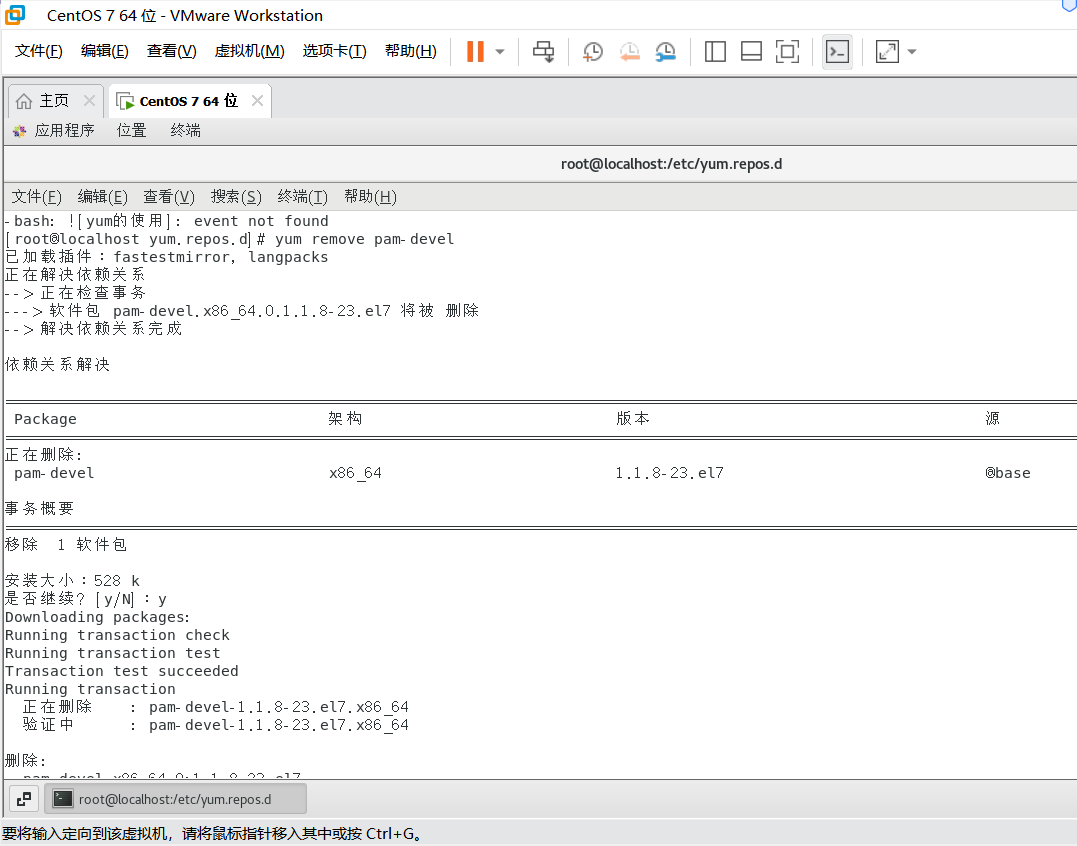 CentOS 7 64 位 - VMware Workstation
文件(F) 编辑(E) 查看(V) 虚拟机(M) 选项卡(T) 帮助(H)
主页 CentOS 7 64 位
应用程序 位置 终端
root@localhost:/etc/yum.repos.d
文件(F) 编辑(E) 查看(V) 搜索(S) 终端(T) 帮助(H)
-bash: ![yum的使用]: event not found
[root@localhost yum.repos.d]# yum remove pam-devel
已加载插件：fastestmirror, langpacks
正在解决依赖关系
--> 正在检查事务
---> 软件包 pam-devel.x86_64.0.1.1.8-23.el7 将被 删除
--> 解决依赖关系完成
依赖关系解决
Package 架构 版本 源
正在删除:
pam-devel x86_64 1.1.8-23.el7 @base
事务概要
移除 1 软件包
安装大小：528 k
是否继续？[y/N]：y
Downloading packages:
Running transaction check
Running transaction test
Transaction test succeeded
Running transaction
正在删除 : pam-devel-1.1.8-23.el7.x86_64
验证中 : pam-devel-1.1.8-23.el7.x86_64
删除:
pam-devel.x86_64 0:1.1.8-23.el7
root@localhost:/etc/yum.repos.d
要将输入定向到该虚拟机，请将鼠标指针移入其中或按 Ctrl+G。